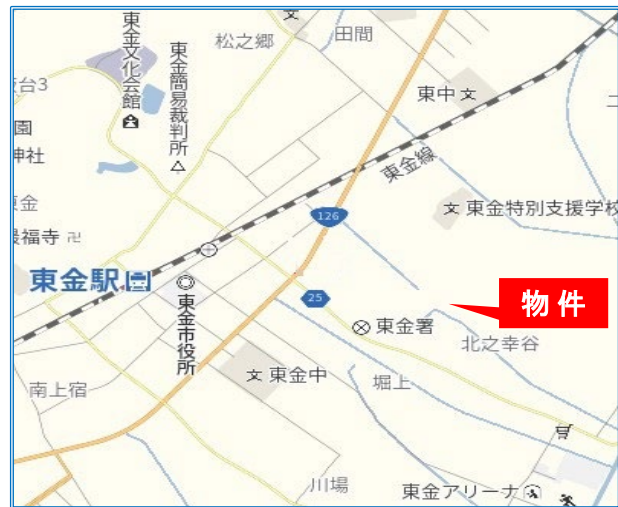 松之郷
田間
東金文化会館
東金簡易裁判所
台3
園
神社
東中
東金線
東金特別支援学校
126
最福寺
東金駅
東金市役所
25
物件
東金署
北之幸谷
東金中
堀上
南上宿
川場
東金アリーナ